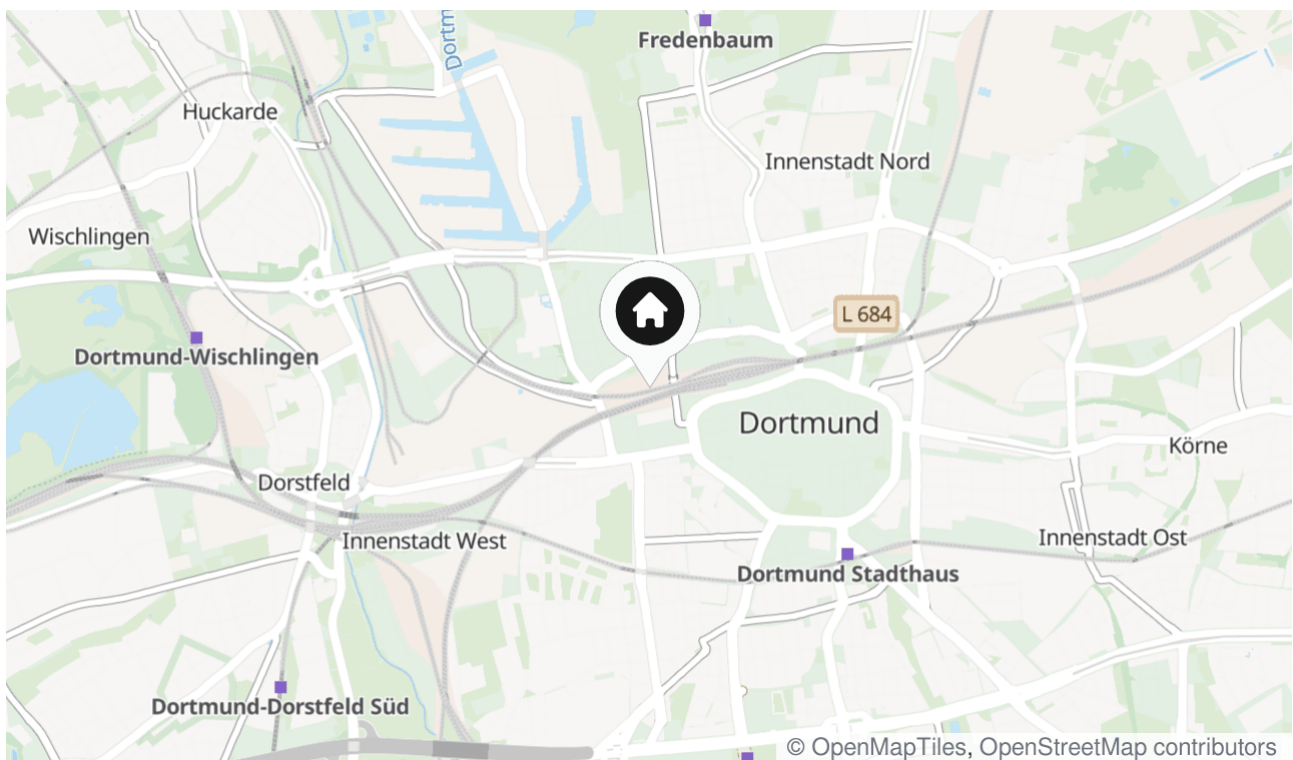 Dortm
Fredenbaum
Huckarde
Innenstadt Nord
Wischlingen
L 684
Dortmund-Wischlingen
Dortmund
Körne
Dorstfeld
Innenstadt West
Innenstadt Ost
Dortmund Stadthaus
Dortmund-Dorstfeld Süd
© OpenMapTiles, OpenStreetMap contributors